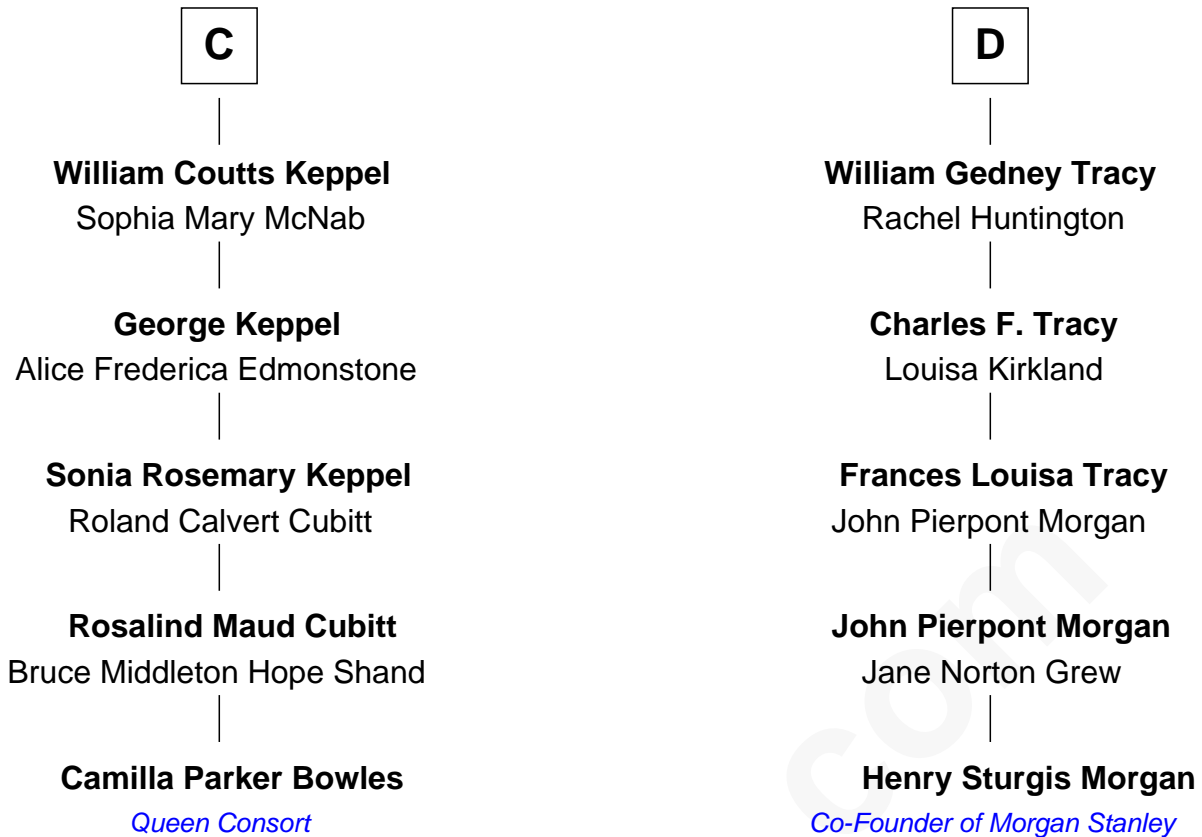 C
William Coutts Keppel
Sophia Mary McNab
George Keppel
Alice Frederica Edmonstone
Sonia Rosemary Keppel
Roland Calvert Cubitt
Rosalind Maud Cubitt
Bruce Middleton Hope Shand
Camilla Parker Bowles
Queen Consort
D
William Gedney Tracy
Rachel Huntington
Charles F. Tracy
Louisa Kirkland
Frances Louisa Tracy
John Pierpont Morgan
John Pierpont Morgan
Jane Norton Grew
Henry Sturgis Morgan
Co-Founder of Morgan Stanley
com